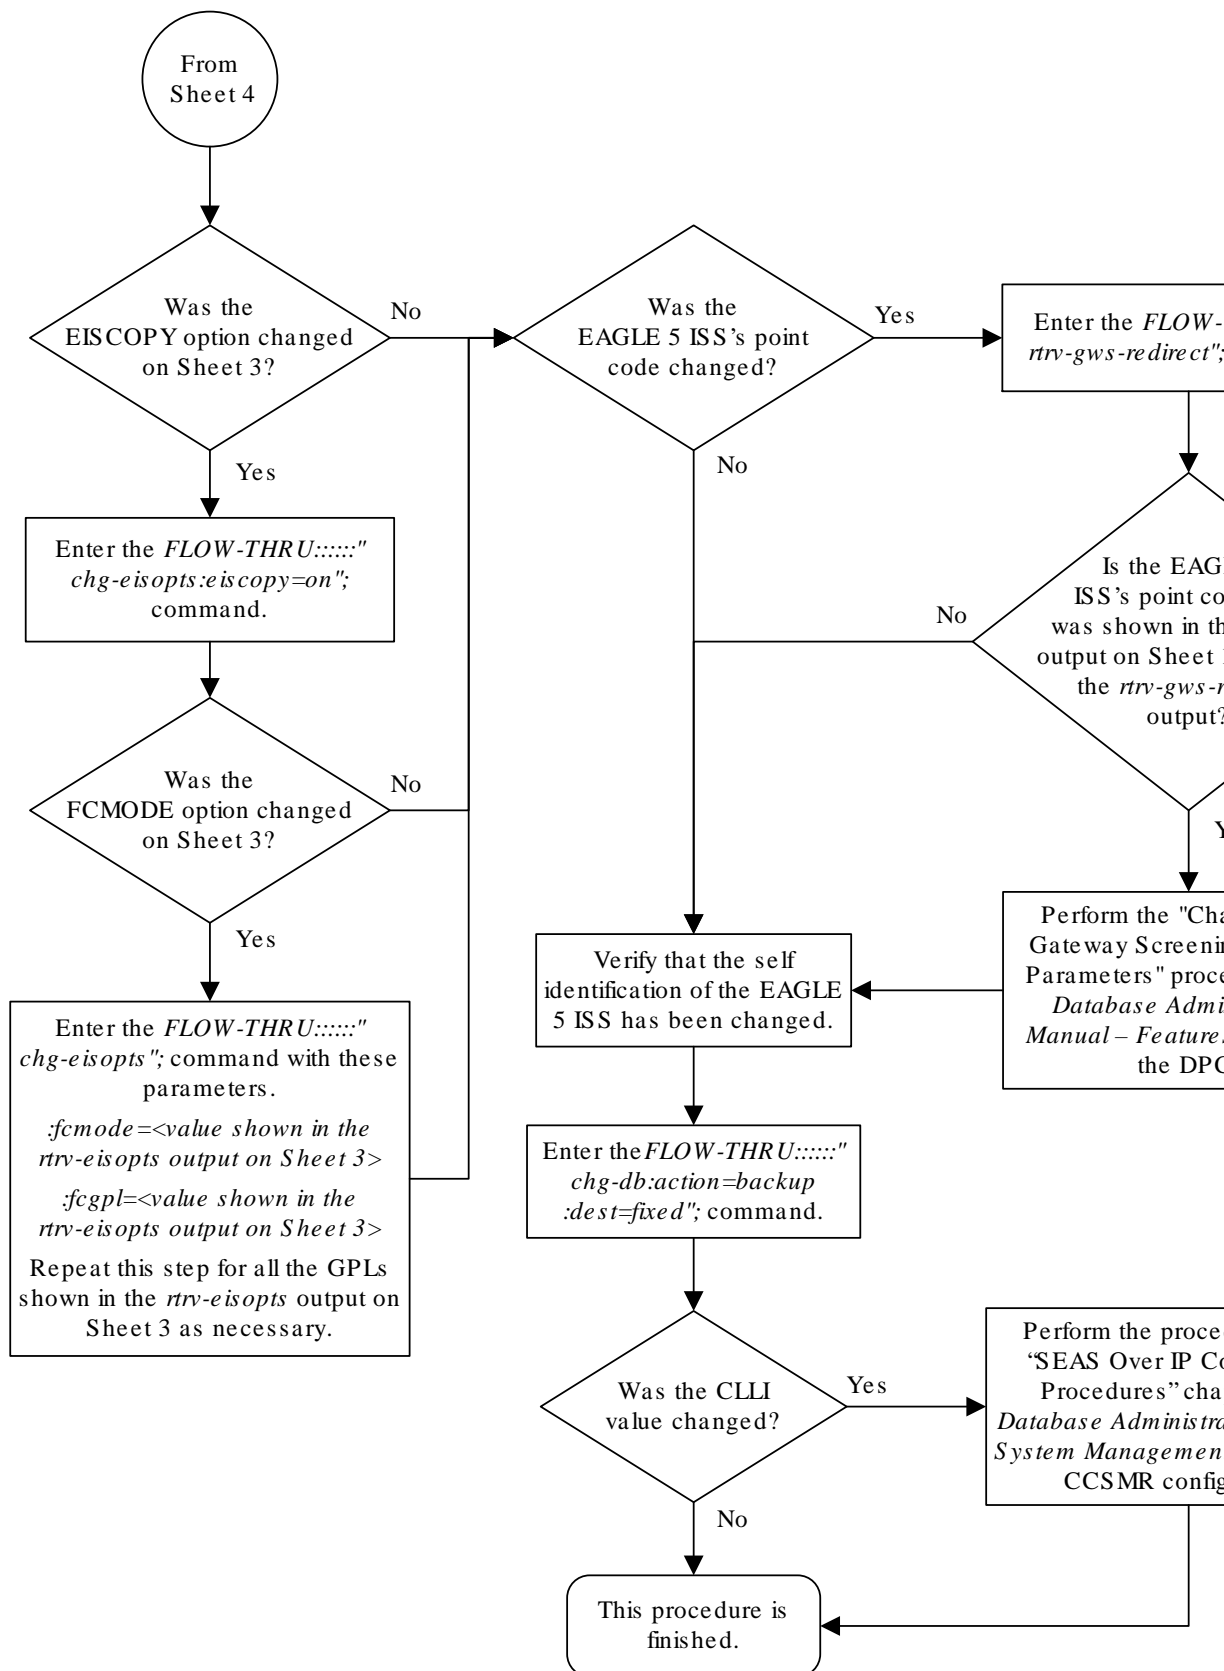 From
Sheet 4
Was the
EISCOPY option changed
on Sheet 3?
No
Yes
Enter the FLOW-THRU::::::"
chg-eisopts:eiscopy=on";
command.
Was the
FCMODE option changed
on Sheet 3?
No
Yes
Enter the FLOW-THRU::::::"
chg-eisopts"; command with these
parameters.
:fcmode=<value shown in the
rtrv-eisopts output on Sheet 3>
:fcgpl=<value shown in the
rtrv-eisopts output on Sheet 3>
Repeat this step for all the GPLs
shown in the rtrv-eisopts output on
Sheet 3 as necessary.
Was the
EAGLE 5 ISS's point
code changed?
Yes
No
Enter the FLOW-
rtrv-gws-redirect";
Is the EAG
ISS's point co
was shown in th
output on Sheet
the rtrv-gws-r
output?
No
Perform the "Cha
Gateway Screenin
Parameters" proce
Database Admi
Manual – Feature
the DPC
Verify that the self
identification of the EAGLE
5 ISS has been changed.
Enter the FLOW-THRU::::::"
chg-db:action=backup
:dest=fixed"; command.
Was the CLLI
value changed?
Yes
No
Perform the proce
“SEAS Over IP Co
Procedures” cha
Database Administra
System Managemen
CCSMR config
This procedure is
finished.